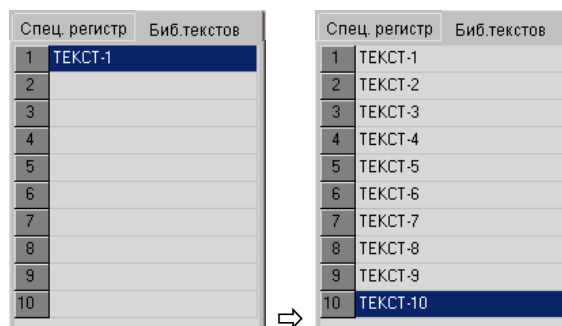 Спец. регистр Биб.текстов
1 ТЕКСТ-1
2
3
4
5
6
7
8
9
10
⇨
Спец. регистр Биб.текстов
1 ТЕКСТ-1
2 ТЕКСТ-2
3 ТЕКСТ-3
4 ТЕКСТ-4
5 ТЕКСТ-5
6 ТЕКСТ-6
7 ТЕКСТ-7
8 ТЕКСТ-8
9 ТЕКСТ-9
10 ТЕКСТ-10